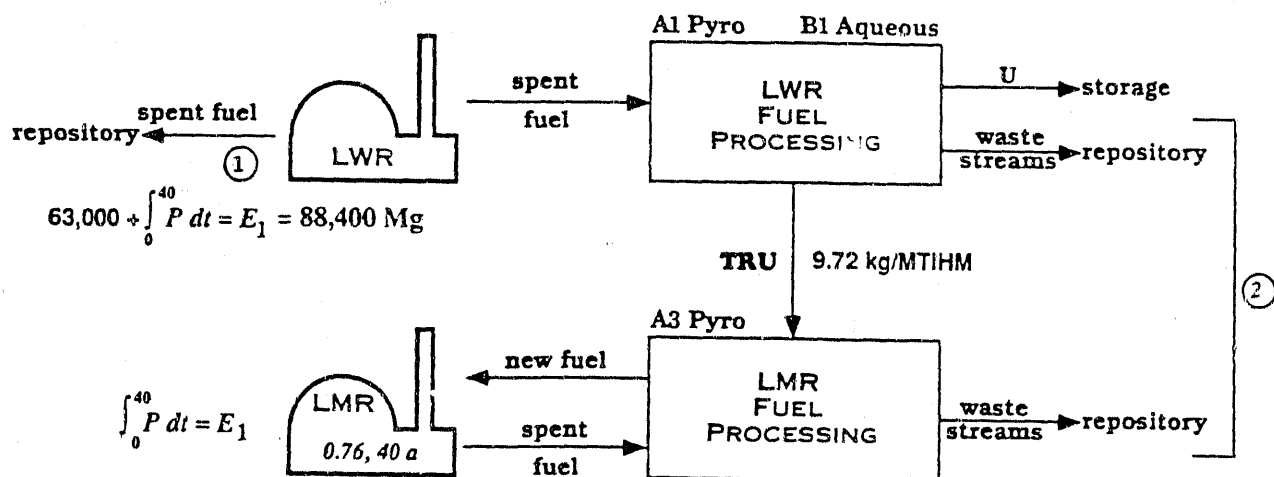 A1 Pyro B1 Aqueous
spent fuel
repository
①
LWR
spent
fuel
LWR
FUEL
PROCESSING
U
storage
waste
streams
repository
63,000 + ∫₀⁴⁰ P dt = E₁ = 88,400 Mg
TRU 9.72 kg/MTIHM
②
A3 Pyro
∫₀⁴⁰ P dt = E₁
LMR
0.76, 40 a
new fuel
spent
fuel
LMR
FUEL
PROCESSING
waste
streams
repository